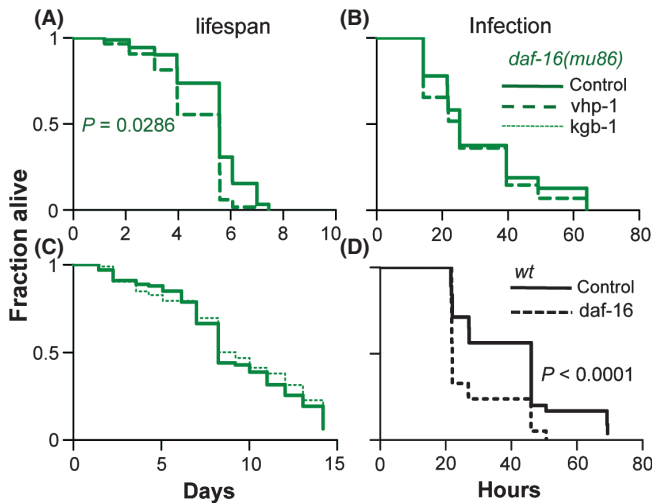 (A) lifespan (B) Infection
daf-16(mu86)
Control
vhp-1
kgb-1
P = 0.0286
1
0.5
0
0 2 4 6 8 10
1
0.5
0
0 20 40 60 80
Fraction alive
(C) (D)
wt
Control
daf-16
P < 0.0001
1
0.5
0
0 5 10 15
0 20 40 60 80
Days Hours